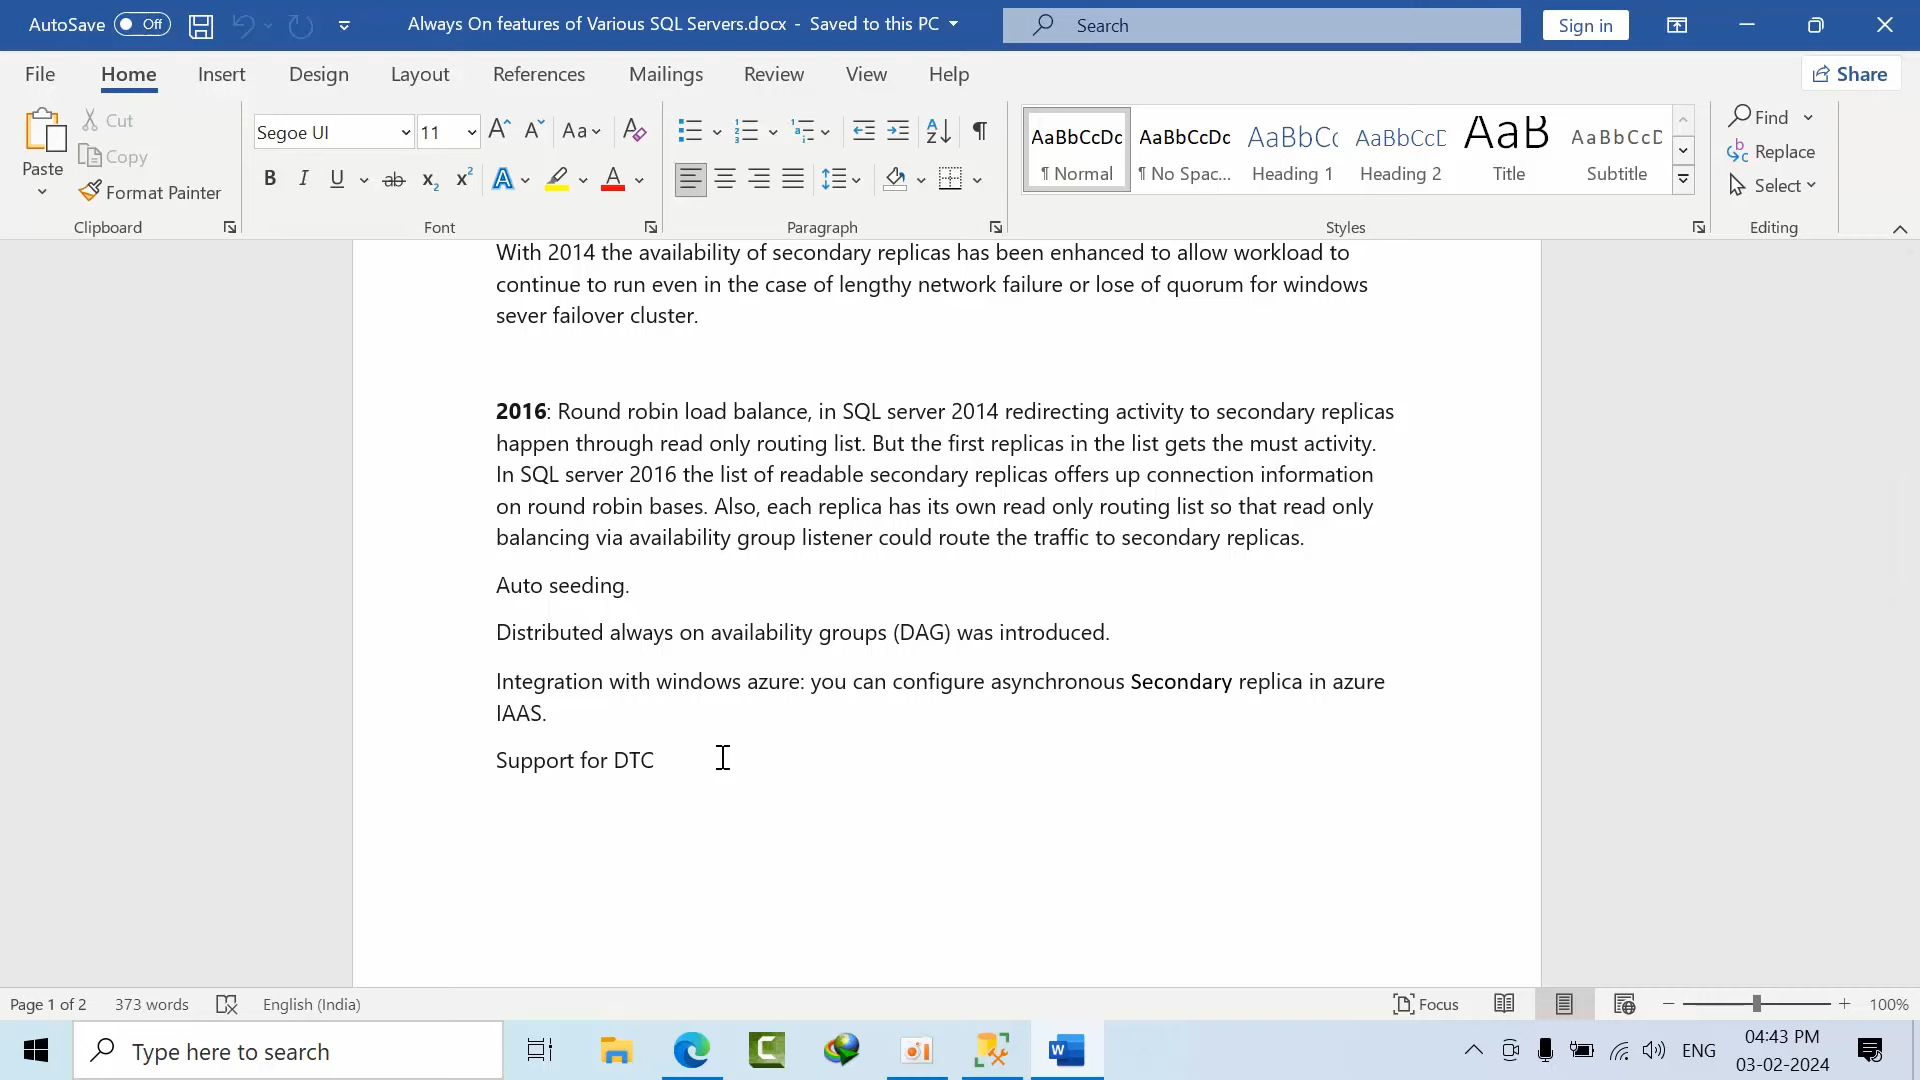 AutoSave Off Always On features of Various SQL Servers.docx - Saved to this PC Search Sign in
File Home Insert Design Layout References Mailings Review View Help Share
Paste Cut Copy Format Painter Clipboard
Segoe UI 11 Aa B I U ab x₂ x² A A Font
Paragraph
AaBbCcDc ¶ Normal
AaBbCcDc ¶ No Spac...
AaBbCc Heading 1
AaBbCcD Heading 2
AaB Title
AaBbCcD Subtitle
Styles
Find
Replace
Select
Editing
With 2014 the availability of secondary replicas has been enhanced to allow workload to
continue to run even in the case of lengthy network failure or lose of quorum for windows
sever failover cluster.
2016: Round robin load balance, in SQL server 2014 redirecting activity to secondary replicas
happen through read only routing list. But the first replicas in the list gets the must activity.
In SQL server 2016 the list of readable secondary replicas offers up connection information
on round robin bases. Also, each replica has its own read only routing list so that read only
balancing via availability group listener could route the traffic to secondary replicas.
Auto seeding.
Distributed always on availability groups (DAG) was introduced.
Integration with windows azure: you can configure asynchronous Secondary replica in azure
IAAS.
Support for DTC
Page 1 of 2 373 words English (India) Focus 100%
Type here to search ENG 04:43 PM
03-02-2024